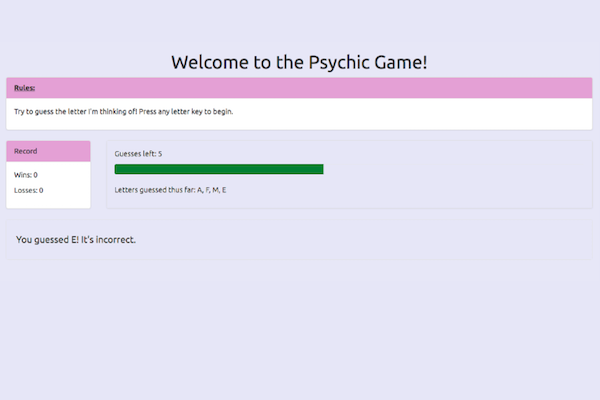 Welcome to the Psychic Game!
Rules:
Try to guess the letter I'm thinking of! Press any letter key to begin.
Record
Wins: 0
Losses: 0
Guesses left: 5
Letters guessed thus far: A, F, M, E
You guessed E! It's incorrect.